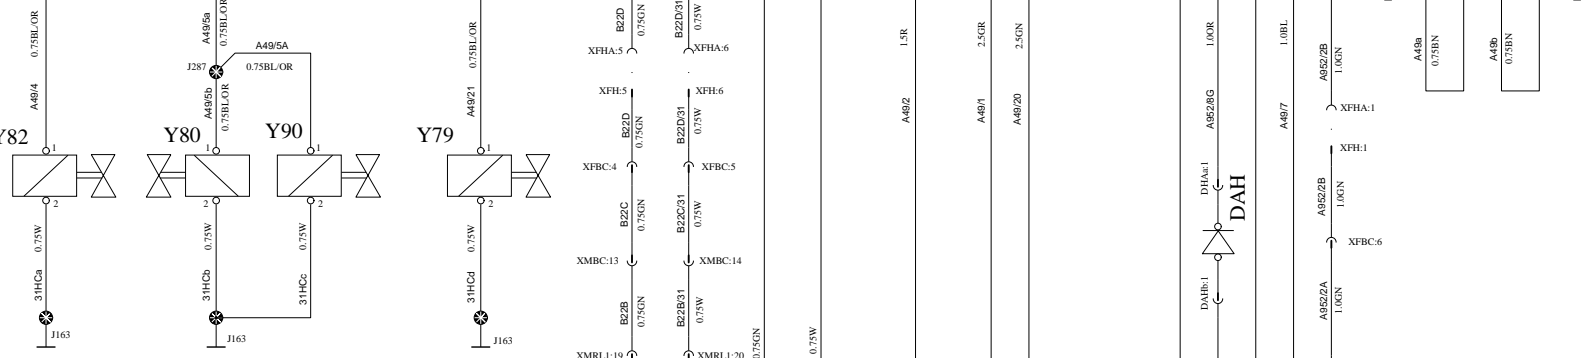 0.75BL/OR
A49/4
Y82
1
2
0.75W
31HCa
J163
A49/5a
0.75BL/OR
J287
A49/5A
0.75BL/OR
A49/5b
0.75BL/OR
Y80
1
2
0.75W
31HCb
J163
Y90
1
2
0.75W
31HCc
0.75BL/OR
A49/21
Y79
1
2
0.75W
31HCd
J163
B22D
0.75GN
XFHA:5
XFH:5
B22D
0.75GN
XFBC:4
B22C
0.75GN
XMBC:13
B22B
0.75GN
XMRL1:19
B22D/31
0.75W
XFHA:6
XFH:6
B22D/31
0.75W
XFBC:5
B22C/31
0.75W
XMBC:14
B22B/31
0.75W
XMRL1:20
0.75GN
0.75W
1.5R
A49/2
2.5GR
A49/1
2.5GN
A49/20
1.0OR
A952/8G
DHAa:1
DAH
DAHb:1
1.0BL
A49/7
A952/2B
1.0GN
XFHA:1
XFH:1
A952/2B
1.0GN
XFBC:6
A952/2A
1.0GN
A49a
0.75BN
A49b
0.75BN